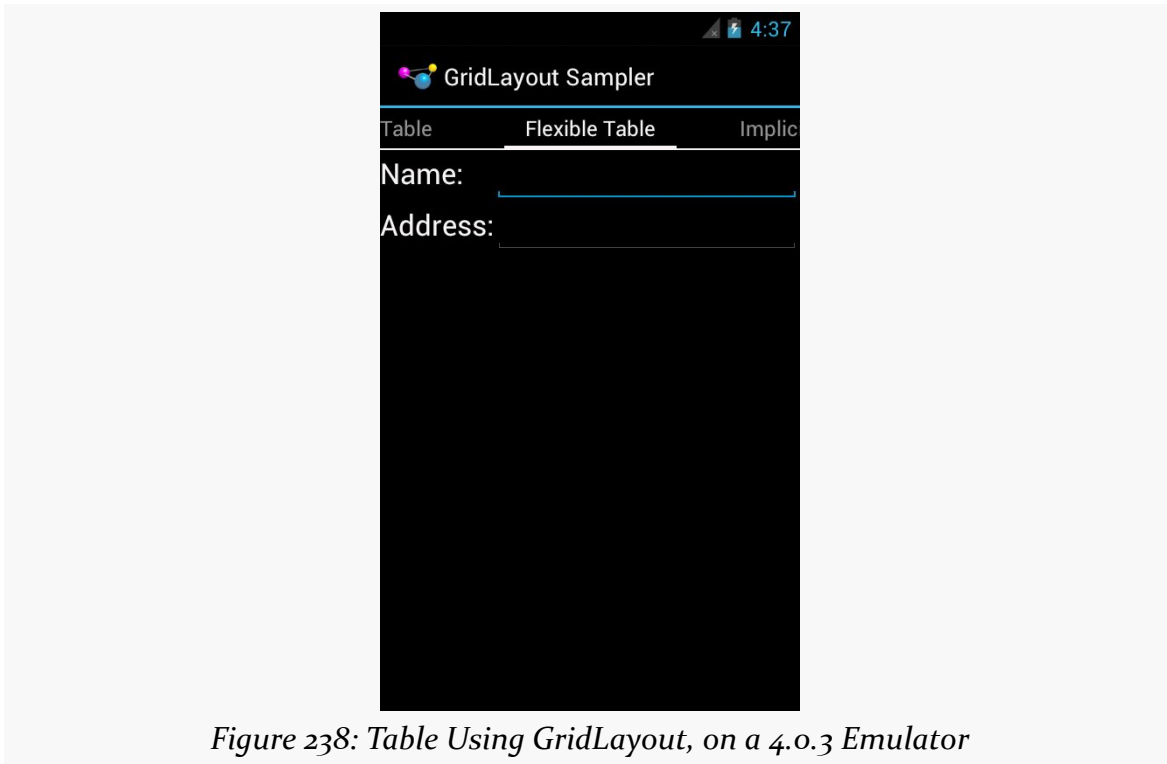 4:37
GridLayout Sampler
Table Flexible Table Implici
Name:
Address:
Figure 238: Table Using GridLayout, on a 4.0.3 Emulator